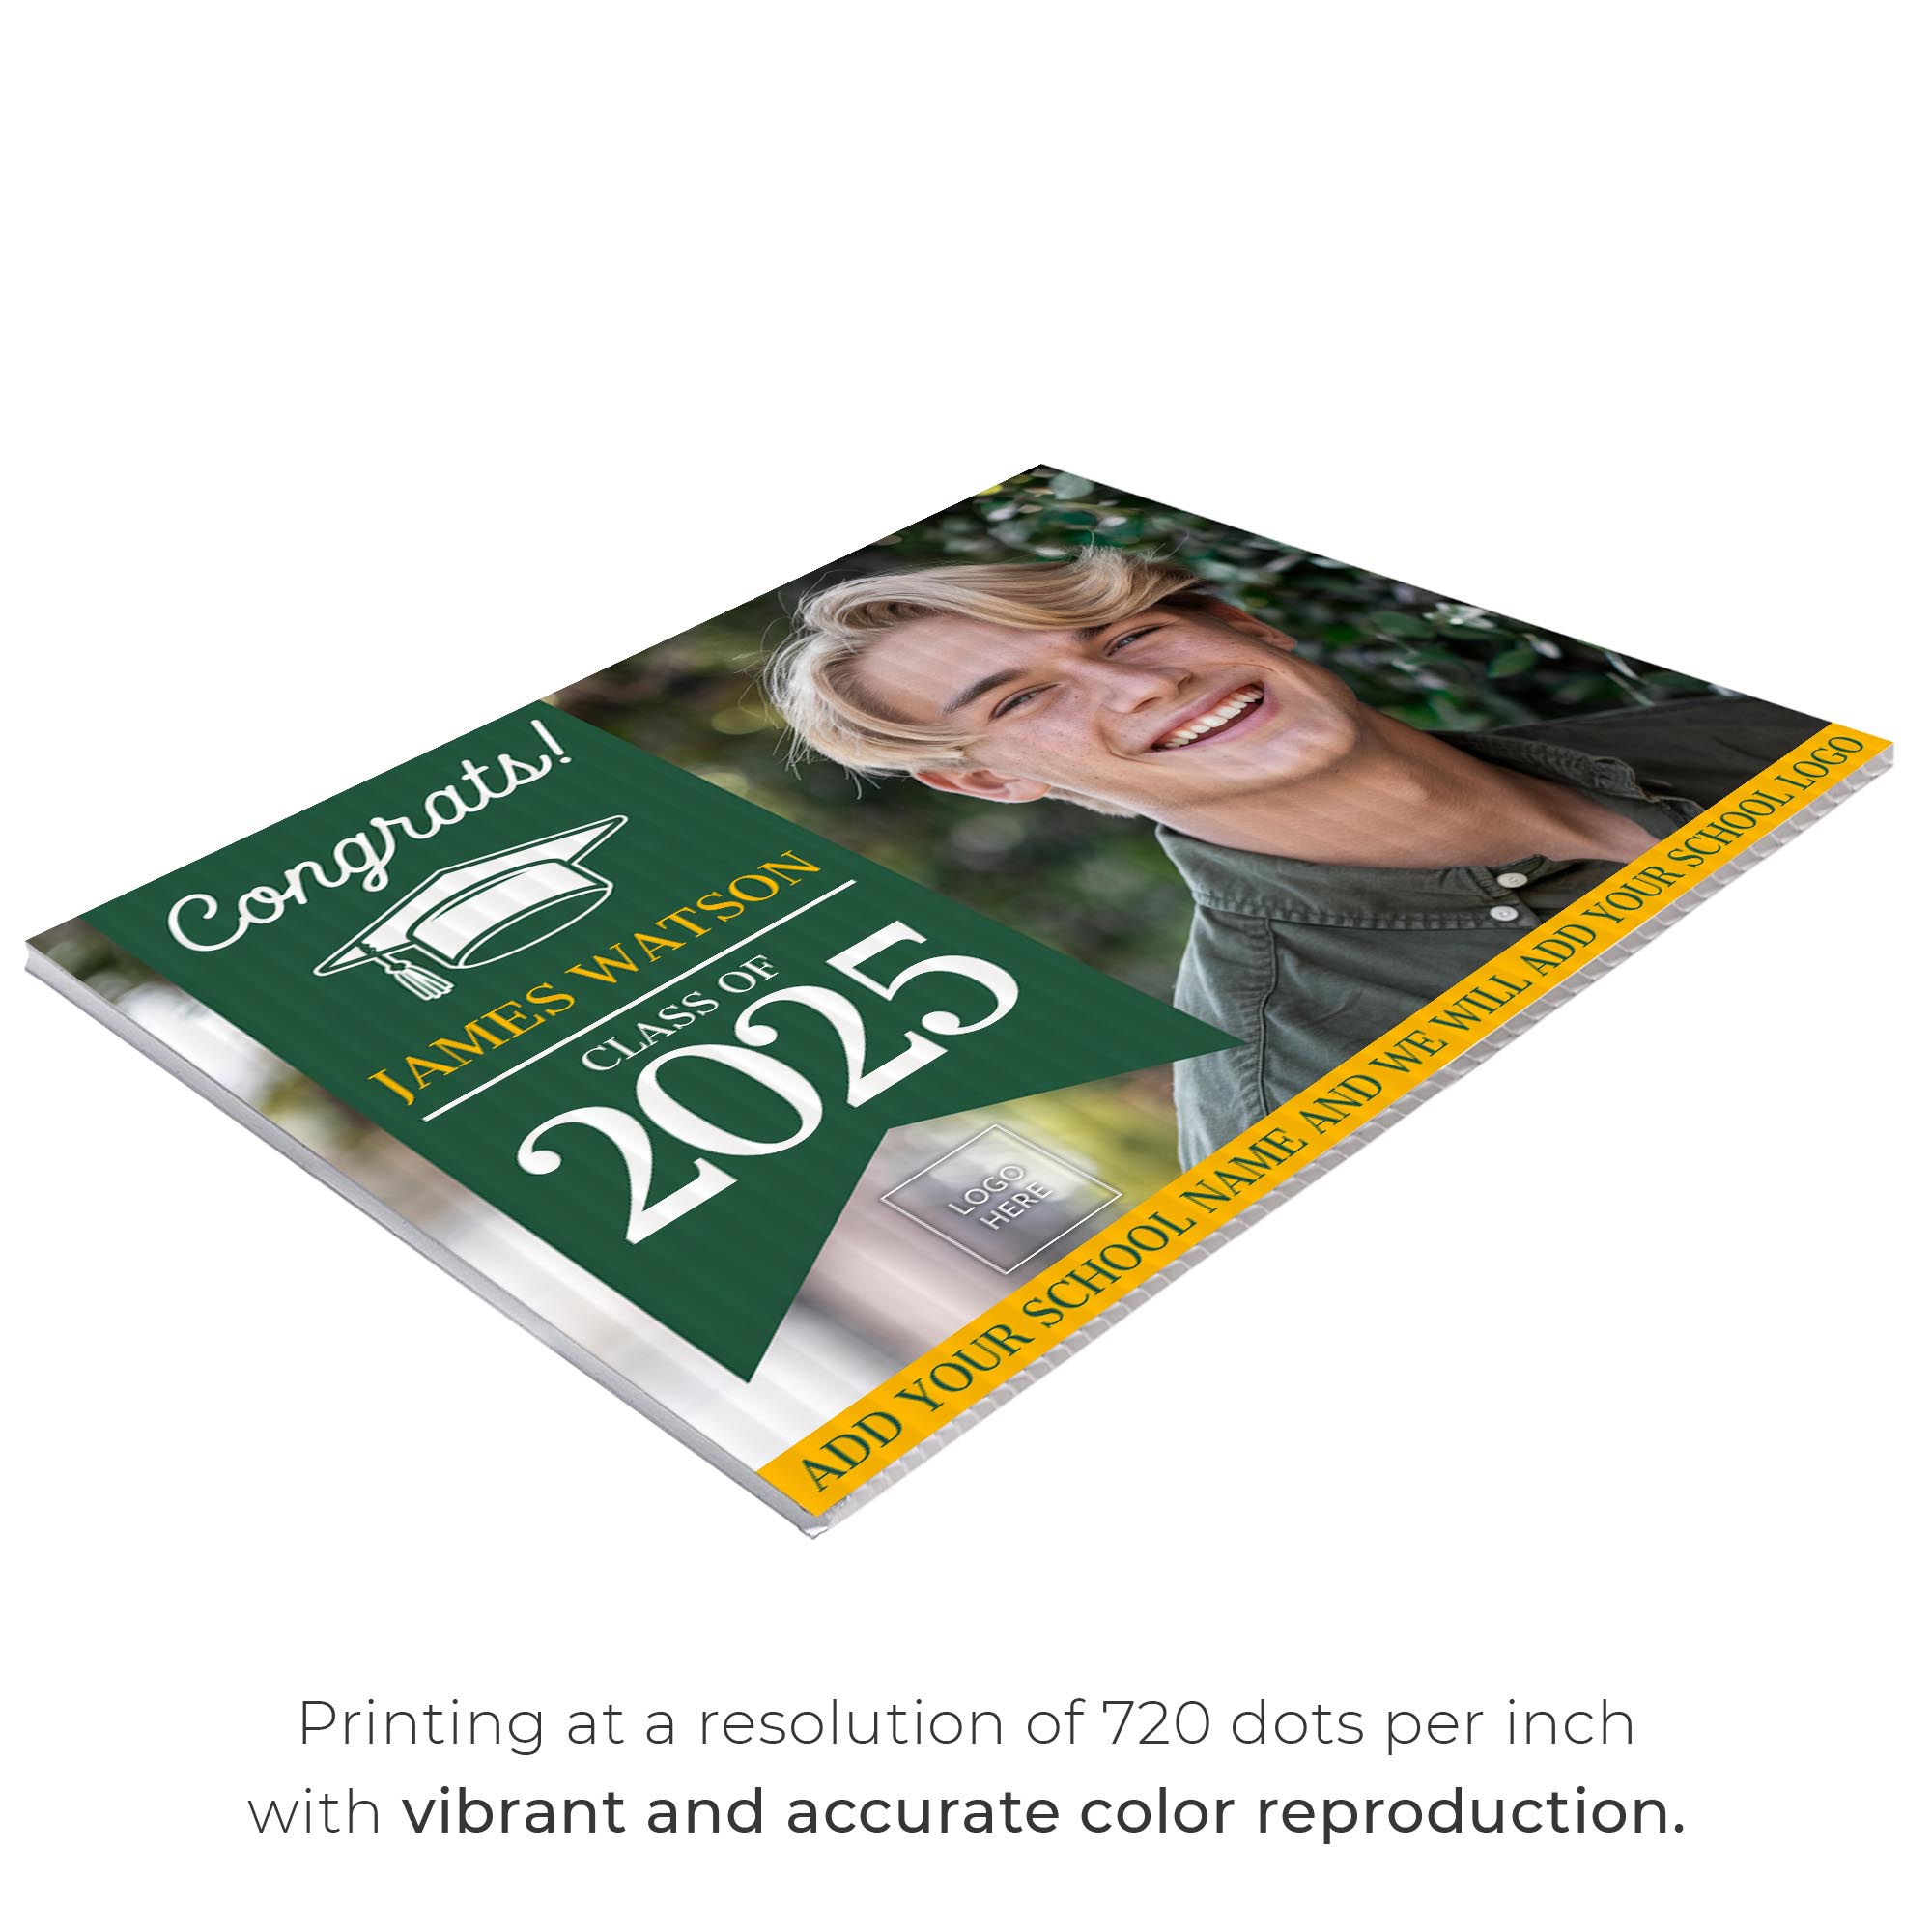 Congrats!
JAMES WATSON
CLASS OF
2025
LOGO
HERE
ADD YOUR SCHOOL NAME AND WE WILL ADD YOUR SCHOOL LOGO
Printing at a resolution of 720 dots per inch
with vibrant and accurate color reproduction.